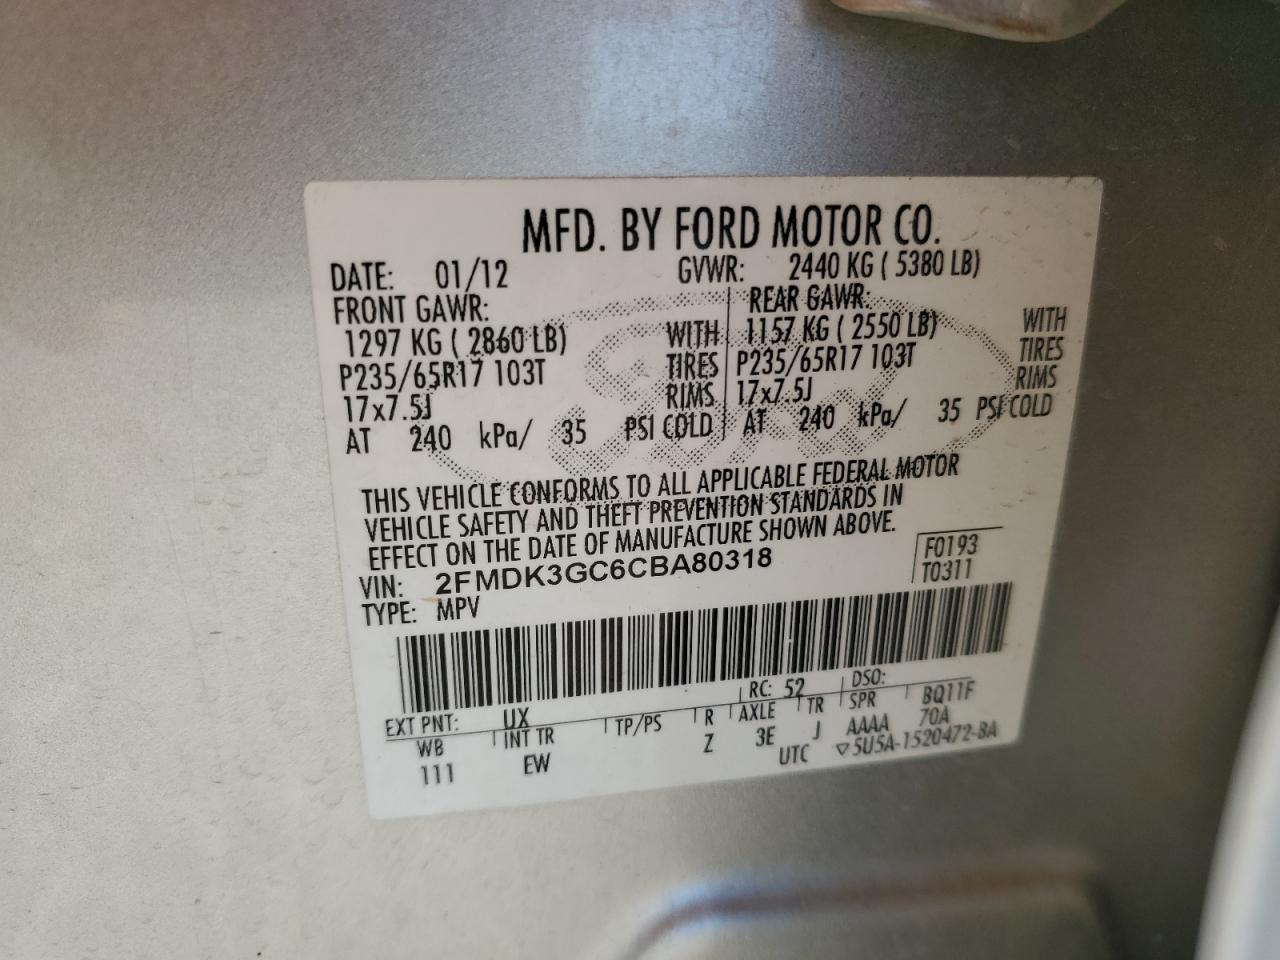 MFD. BY FORD MOTOR CO.
DATE: 01/12 GVWR: 2440 KG ( 5380 LB)
FRONT GAWR: REAR GAWR:
1297 KG ( 2860 LB) WITH 1157 KG ( 2550 LB) WITH
P235/65R17 103T TIRES P235/65R17 103T TIRES
17x7.5J RIMS 17x7.5J RIMS
AT 240 kPa/ 35 PSI COLD AT 240 kPa/ 35 PSI COLD
THIS VEHICLE CONFORMS TO ALL APPLICABLE FEDERAL MOTOR
VEHICLE SAFETY AND THEFT PREVENTION STANDARDS IN
EFFECT ON THE DATE OF MANUFACTURE SHOWN ABOVE.
VIN: 2FMDK3GC6CBA80318 F0193
TYPE: MPV T0311
EXT PNT: UX RC: 52 DSO:
WB INT TR TP/PS R AXLE TR SPR BQ11F
111 EW Z 3E J AAAA 70A
UTC ▽5U5A-1520472-BA
Ford